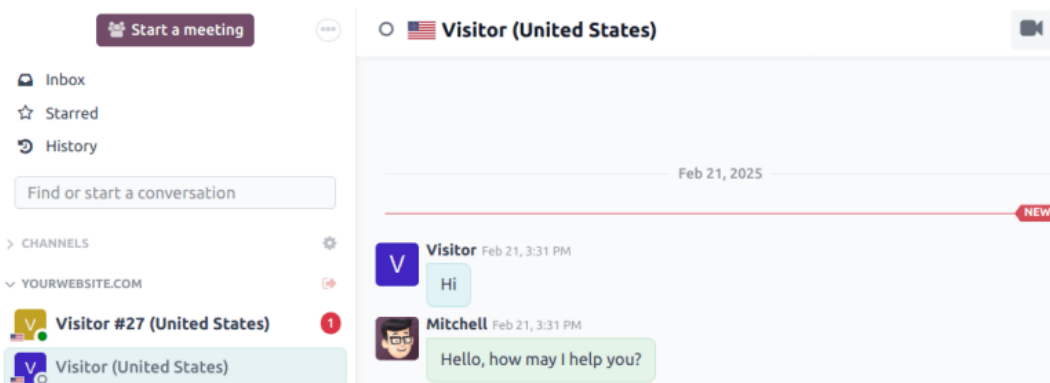 Start a meeting
Inbox
Starred
History
Find or start a conversation
CHANNELS
YOURWEBSITE.COM
V Visitor #27 (United States) 1
V Visitor (United States)
Visitor (United States)
Feb 21, 2025
NEW
V
Visitor Feb 21, 3:31 PM
Hi
Mitchell Feb 21, 3:31 PM
Hello, how may I help you?